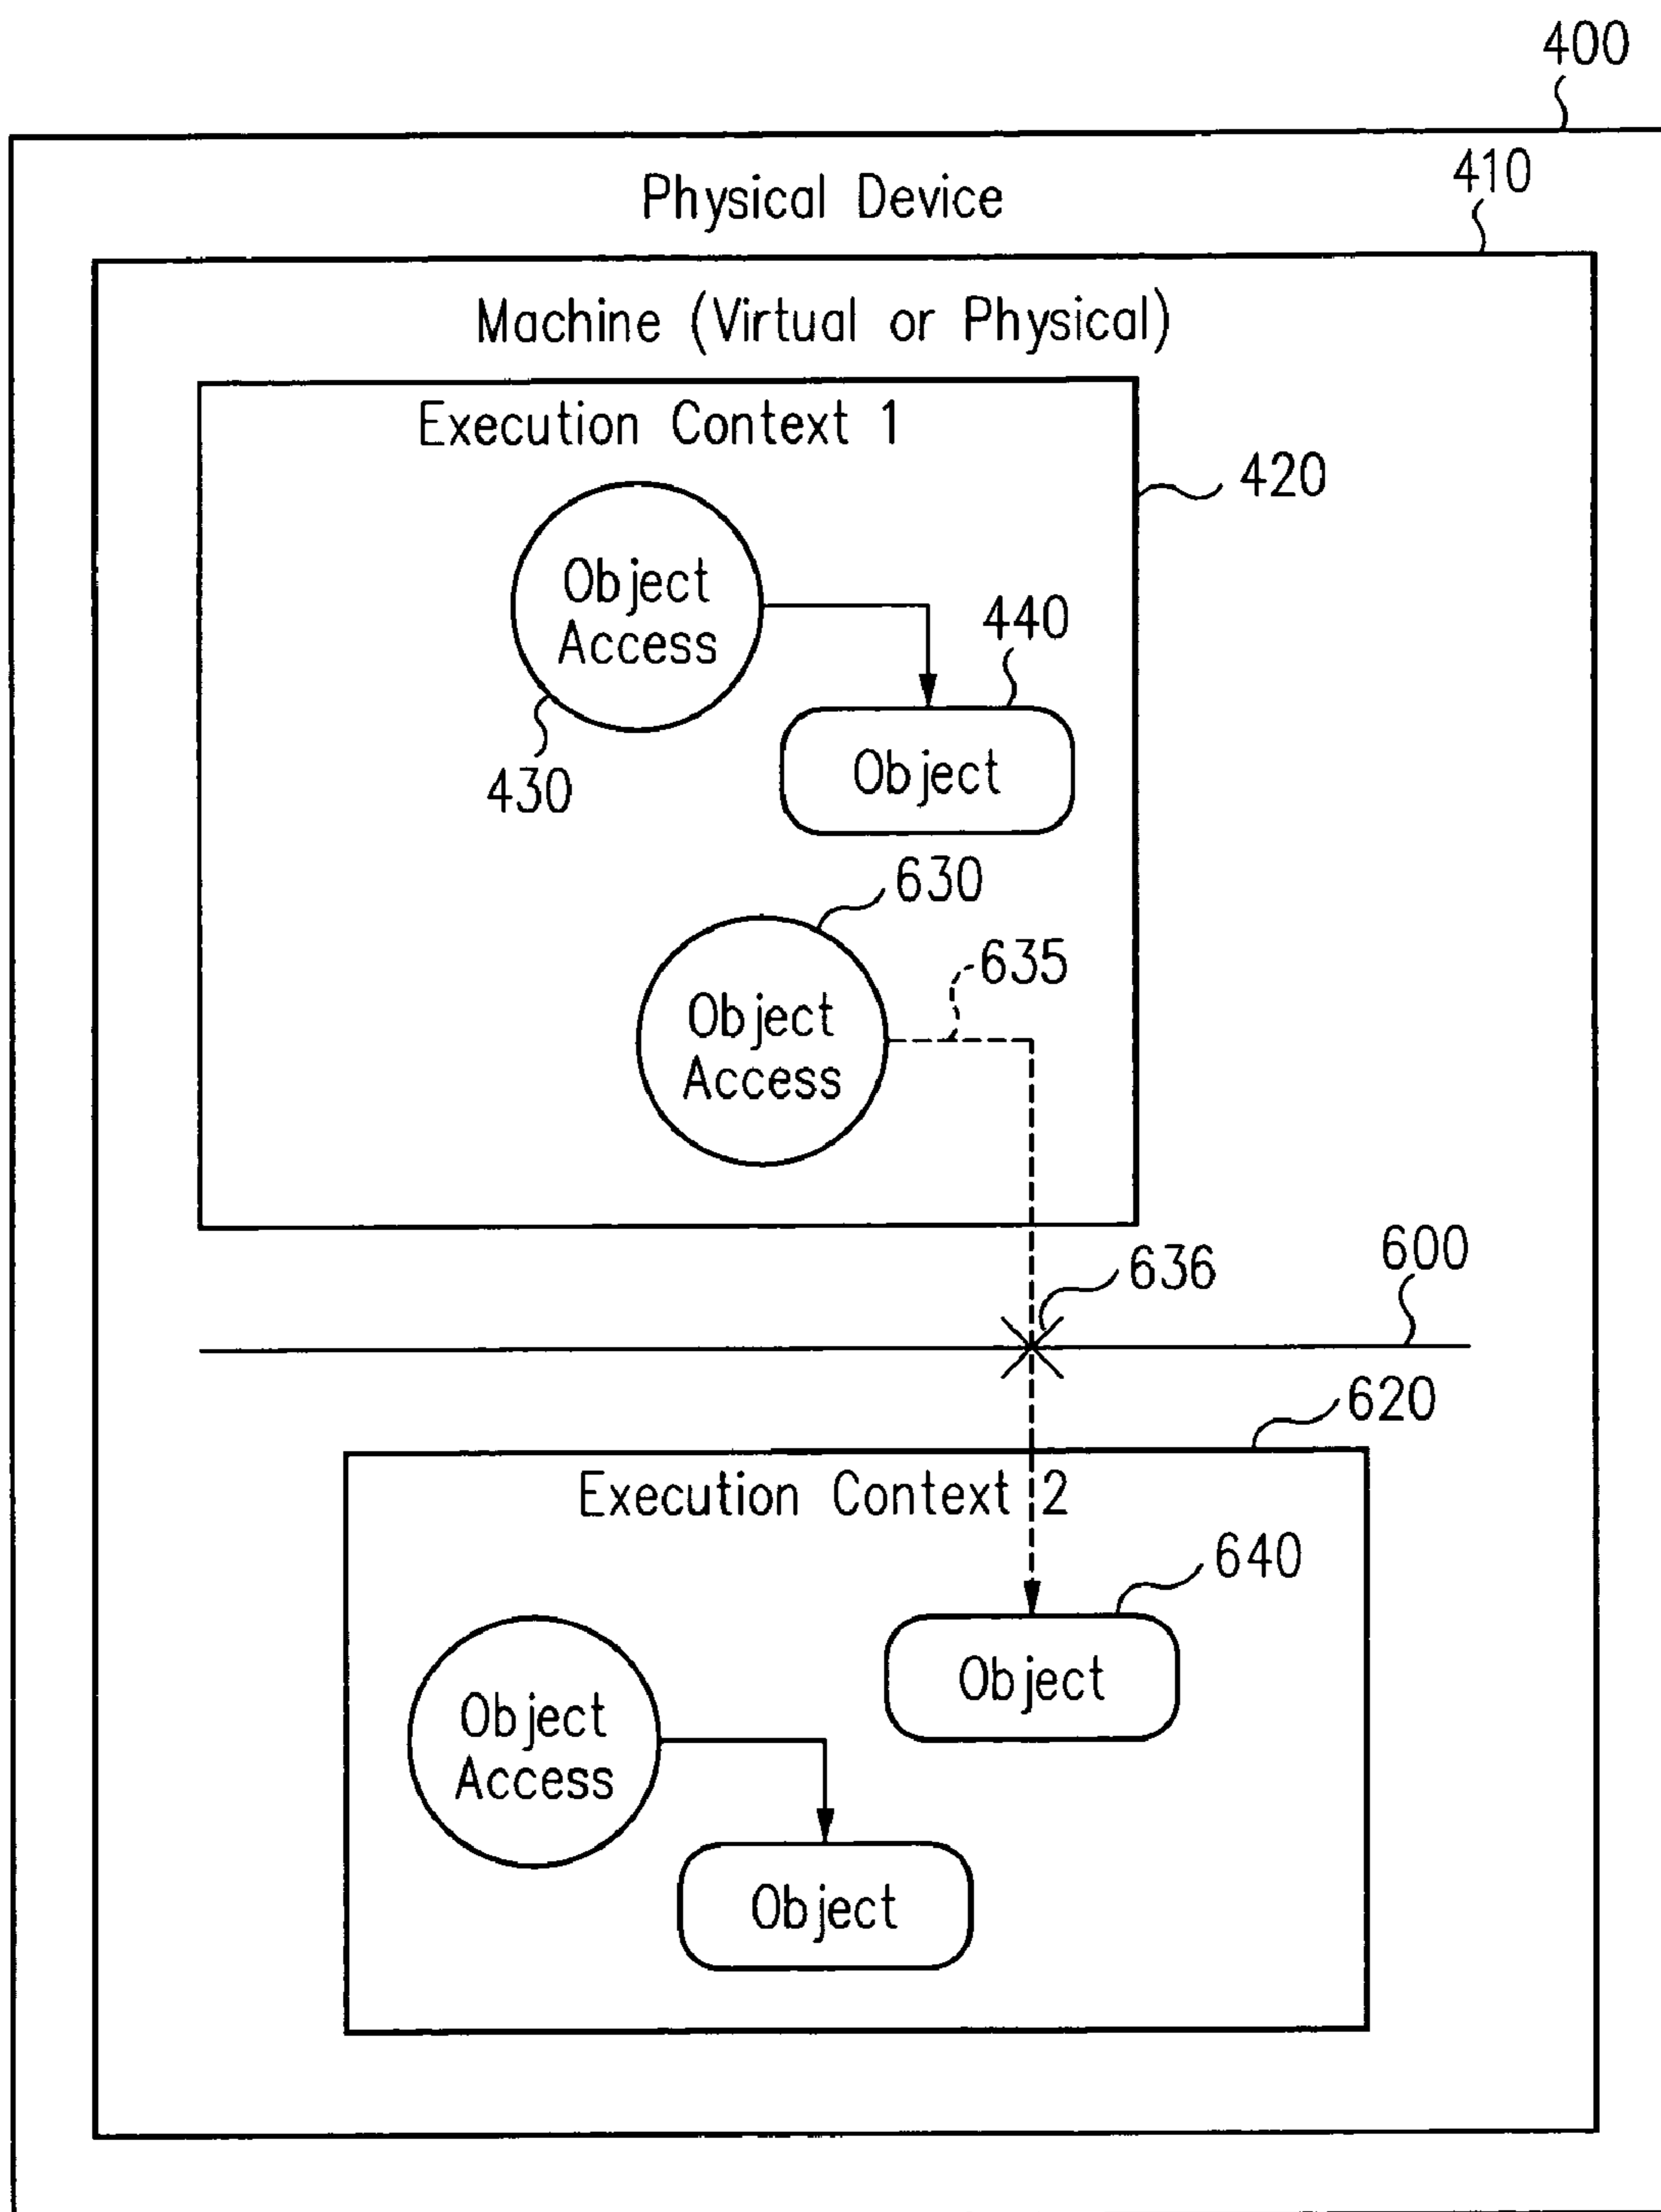 400
Physical Device
410
Machine (Virtual or Physical)
Execution Context 1
420
Object
Access
440
430
Object
630
635
Object
Access
636
600
620
Execution Context 2
640
Object
Object
Access
Object